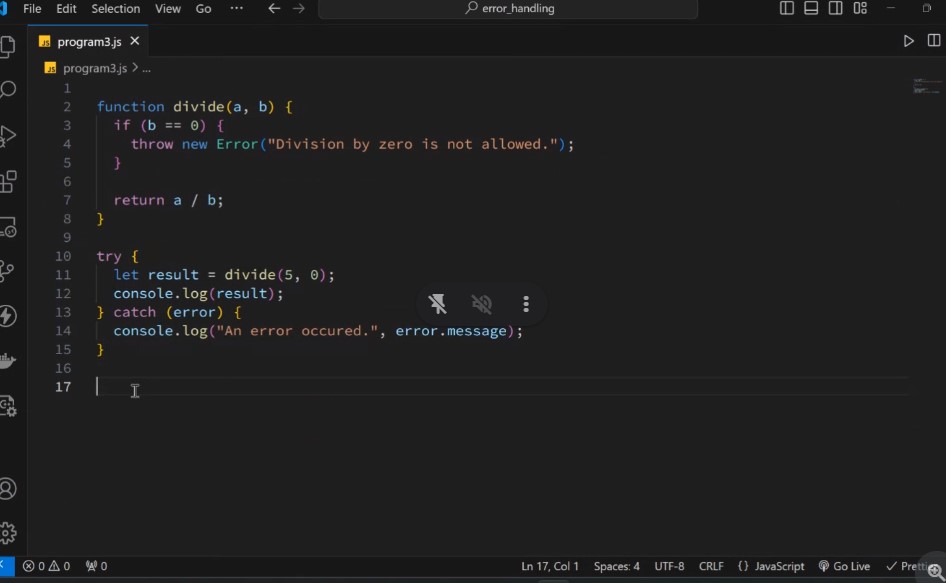 File Edit Selection View Go ··· error_handling
JS program3.js
JS program3.js > ...
1
2 function divide(a, b) {
3 if (b == 0) {
4 throw new Error("Division by zero is not allowed.");
5 }
6
7 return a / b;
8 }
9
10 try {
11 let result = divide(5, 0);
12 console.log(result);
13 } catch (error) {
14 console.log("An error occured.", error.message);
15 }
16
17
0 0 0 Ln 17, Col 1 Spaces: 4 UTF-8 CRLF {} JavaScript Go Live